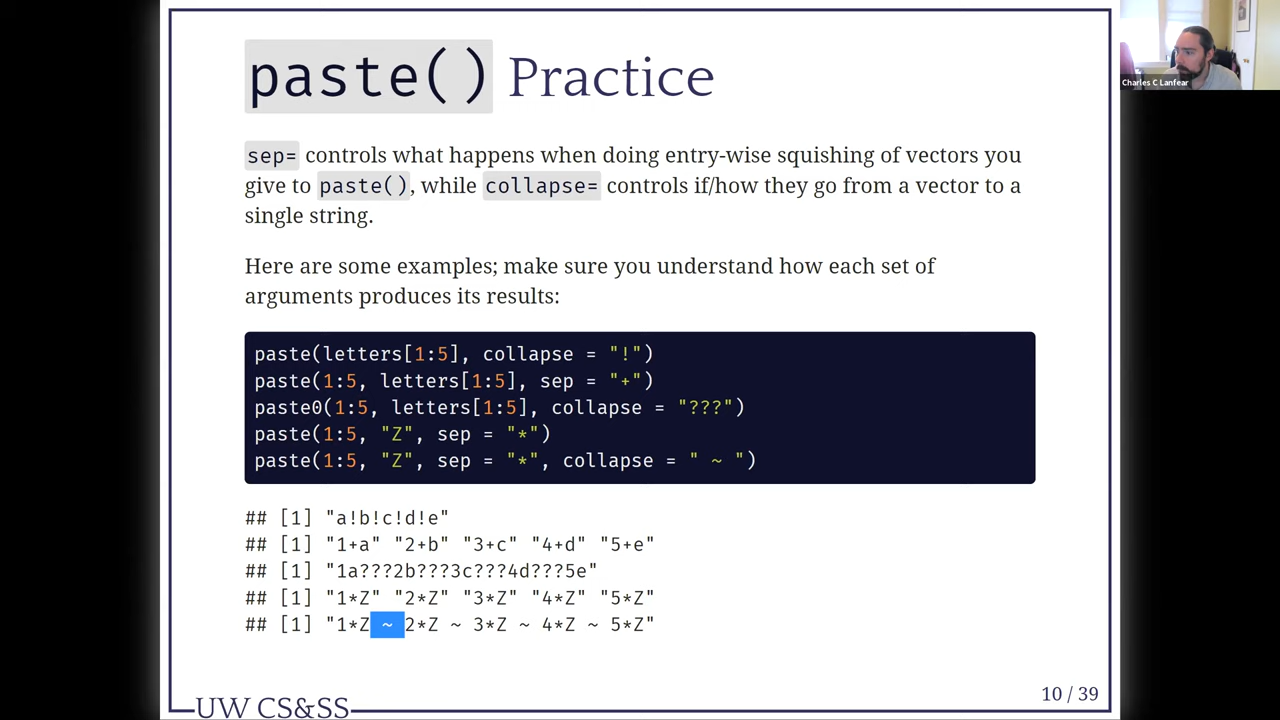 paste() Practice
Charles C Lanfear
sep= controls what happens when doing entry-wise squishing of vectors you
give to paste(), while collapse= controls if/how they go from a vector to a
single string.
Here are some examples; make sure you understand how each set of
arguments produces its results:
paste(letters[1:5], collapse = "!")
paste(1:5, letters[1:5], sep = "+")
paste0(1:5, letters[1:5], collapse = "???")
paste(1:5, "Z", sep = "*")
paste(1:5, "Z", sep = "*", collapse = " ~ ")
## [1] "a!b!c!d!e"
## [1] "1+a" "2+b" "3+c" "4+d" "5+e"
## [1] "1a???2b???3c???4d???5e"
## [1] "1*Z" "2*Z" "3*Z" "4*Z" "5*Z"
## [1] "1*Z ~ 2*Z ~ 3*Z ~ 4*Z ~ 5*Z"
10 / 39
UW CS&SS